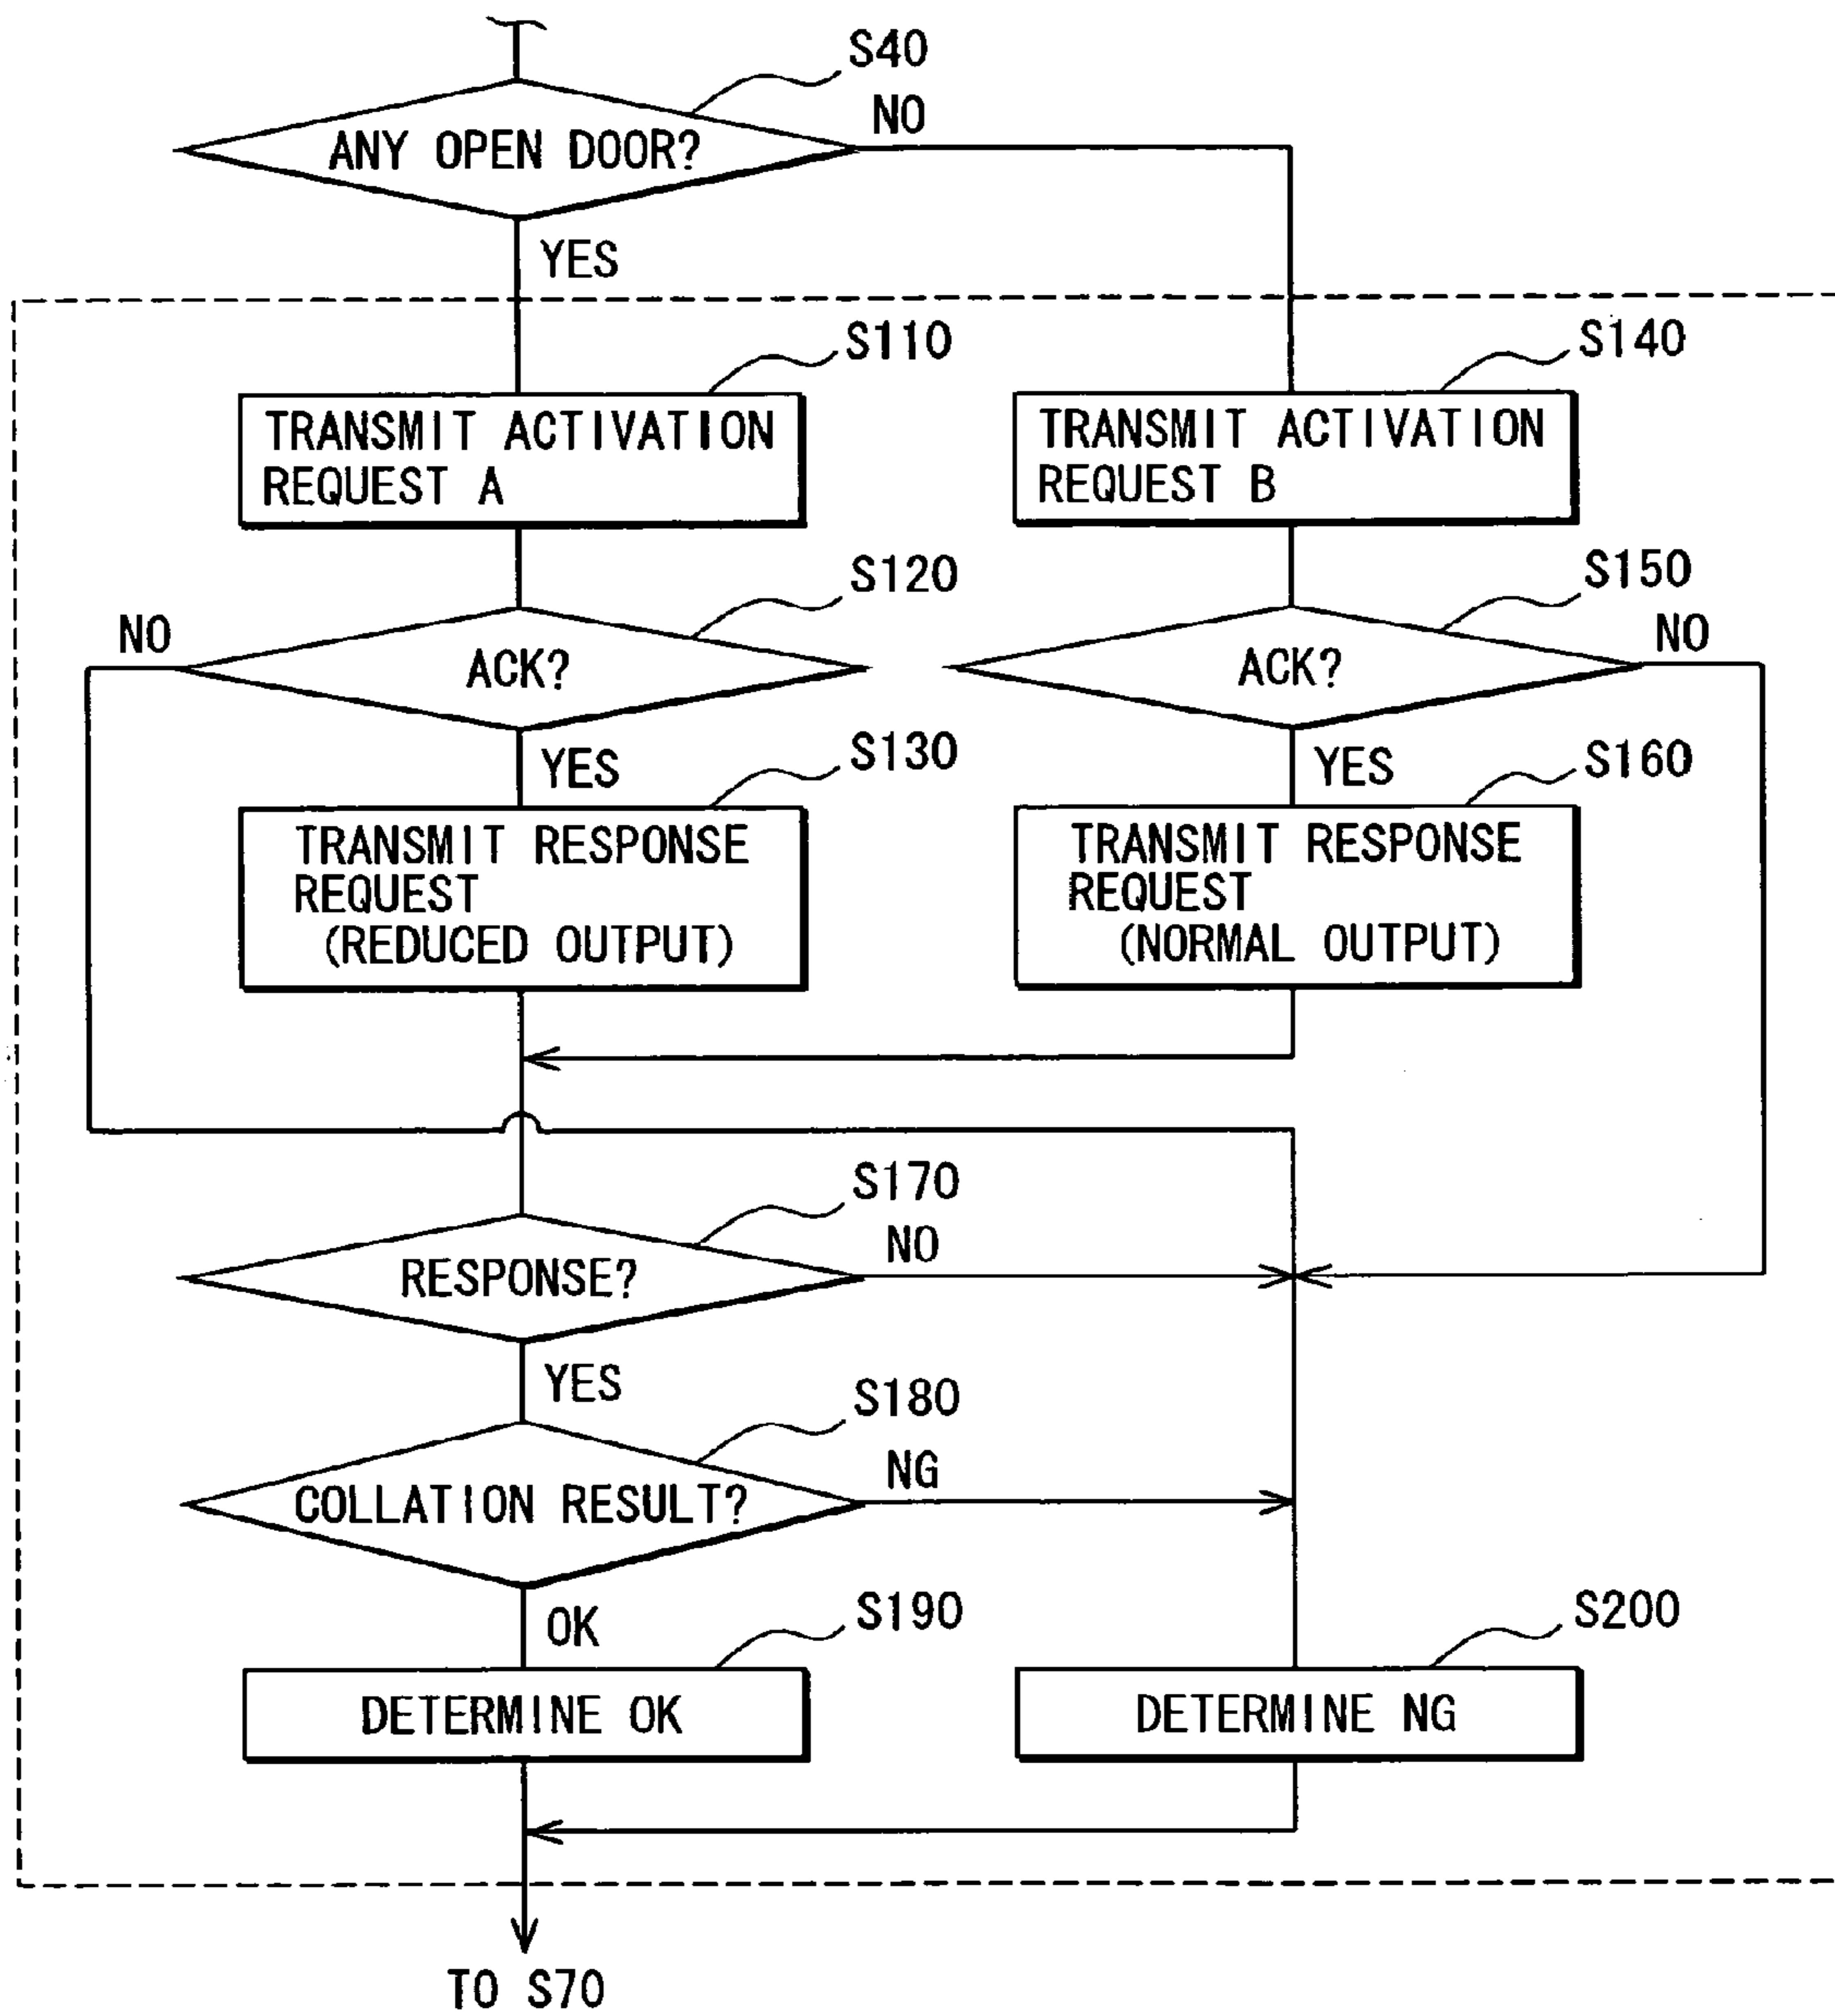 S40
ANY OPEN DOOR?
NO
YES
S110
TRANSMIT ACTIVATION
REQUEST A
S140
TRANSMIT ACTIVATION
REQUEST B
S120
ACK?
NO
S150
ACK?
NO
YES
S130
TRANSMIT RESPONSE
REQUEST
(REDUCED OUTPUT)
YES
S160
TRANSMIT RESPONSE
REQUEST
(NORMAL OUTPUT)
S170
RESPONSE?
NO
YES
S180
COLLATION RESULT?
NG
OK
S190
DETERMINE OK
S200
DETERMINE NG
TO S70